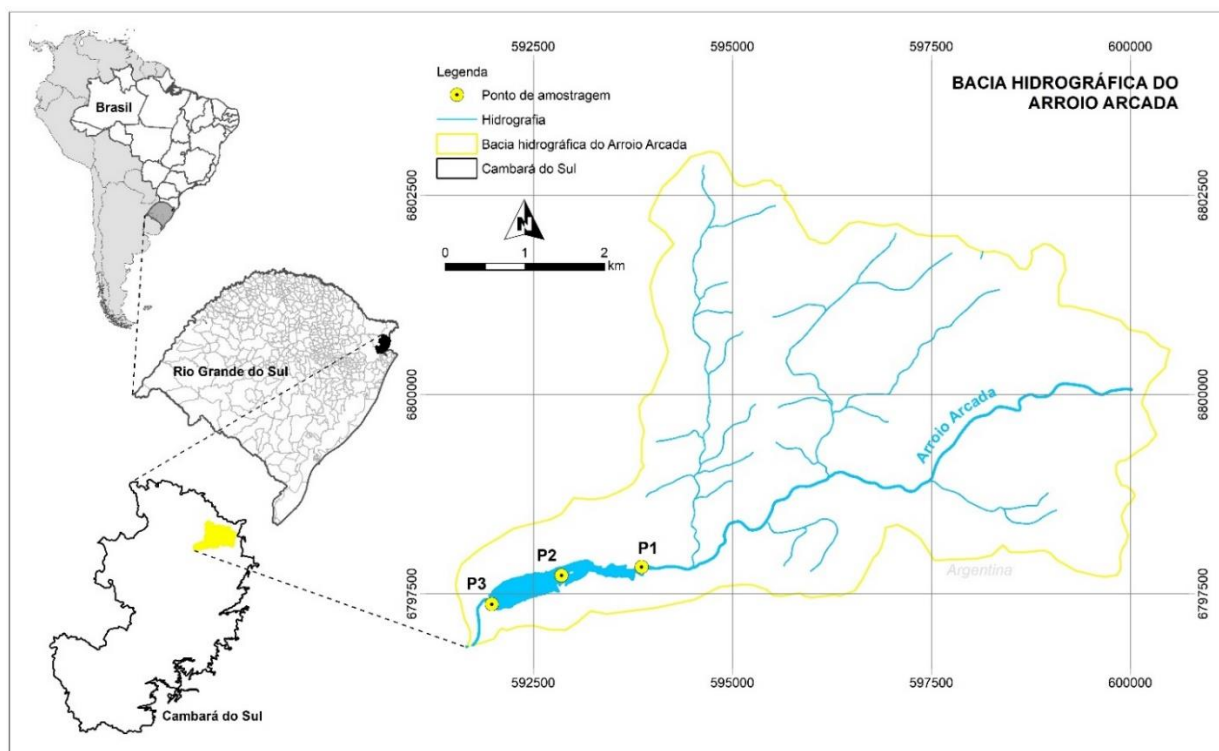 592500
595000
597500
600000
BACIA HIDROGRÁFICA DO
ARROIO ARCADA
Legenda
Ponto de amostragem
Hidrografia
Bacia hidrográfica do Arroio Arcada
Cambará do Sul
N
0 1 2
km
Brasil
Rio Grande do Sul
Cambará do Sul
6802500
6802500
6800000
6800000
Arroio Arcada
P1
P2
P3
Argentina
6797500
6797500
592500
595000
597500
600000